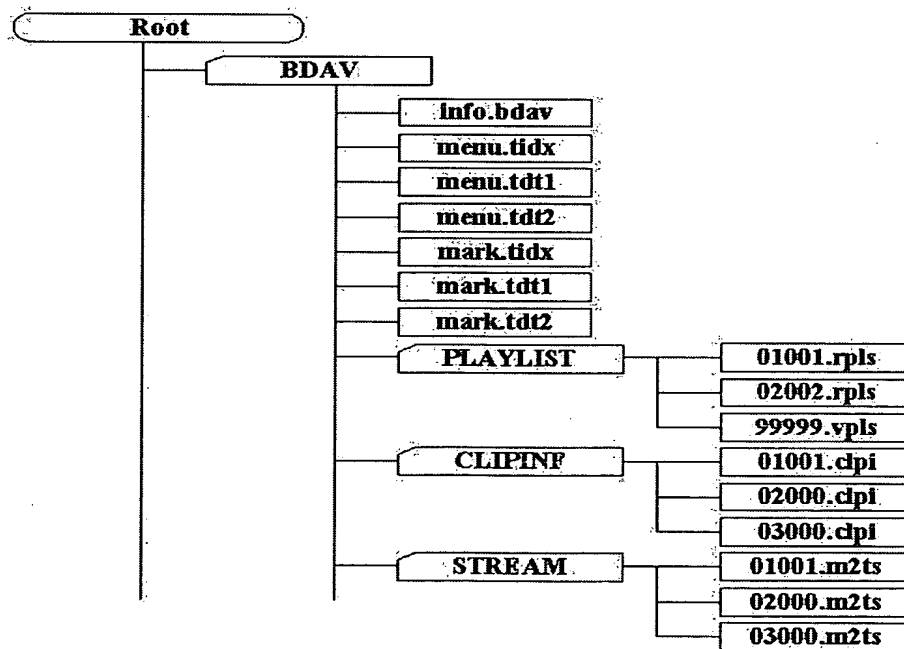 Root
BDAV
info.bdav
menu.tidx
menu.tdt1
menu.tdt2
mark.tidx
mark.tdt1
mark.tdt2
PLAYLIST
01001.rpls
02002.rpls
99999.vpls
CLIPINF
01001.clpi
02000.clpi
03000.clpi
STREAM
01001.m2ts
02000.m2ts
03000.m2ts